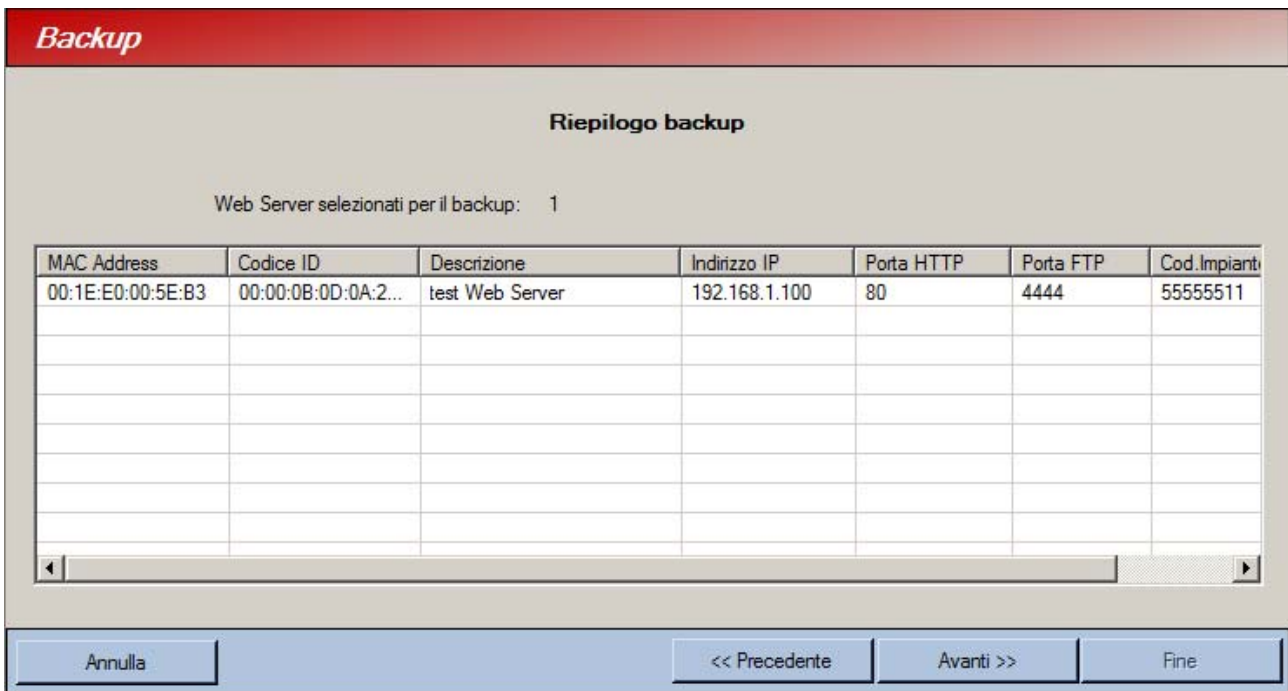 Backup
Riepilogo backup
Web Server selezionati per il backup: 1
MAC Address Codice ID Descrizione Indirizzo IP Porta HTTP Porta FTP Cod.Impianto
00:1E:E0:00:5E:B3 00:00:0B:0D:0A:2... test Web Server 192.168.1.100 80 4444 55555511
Annulla << Precedente Avanti >> Fine